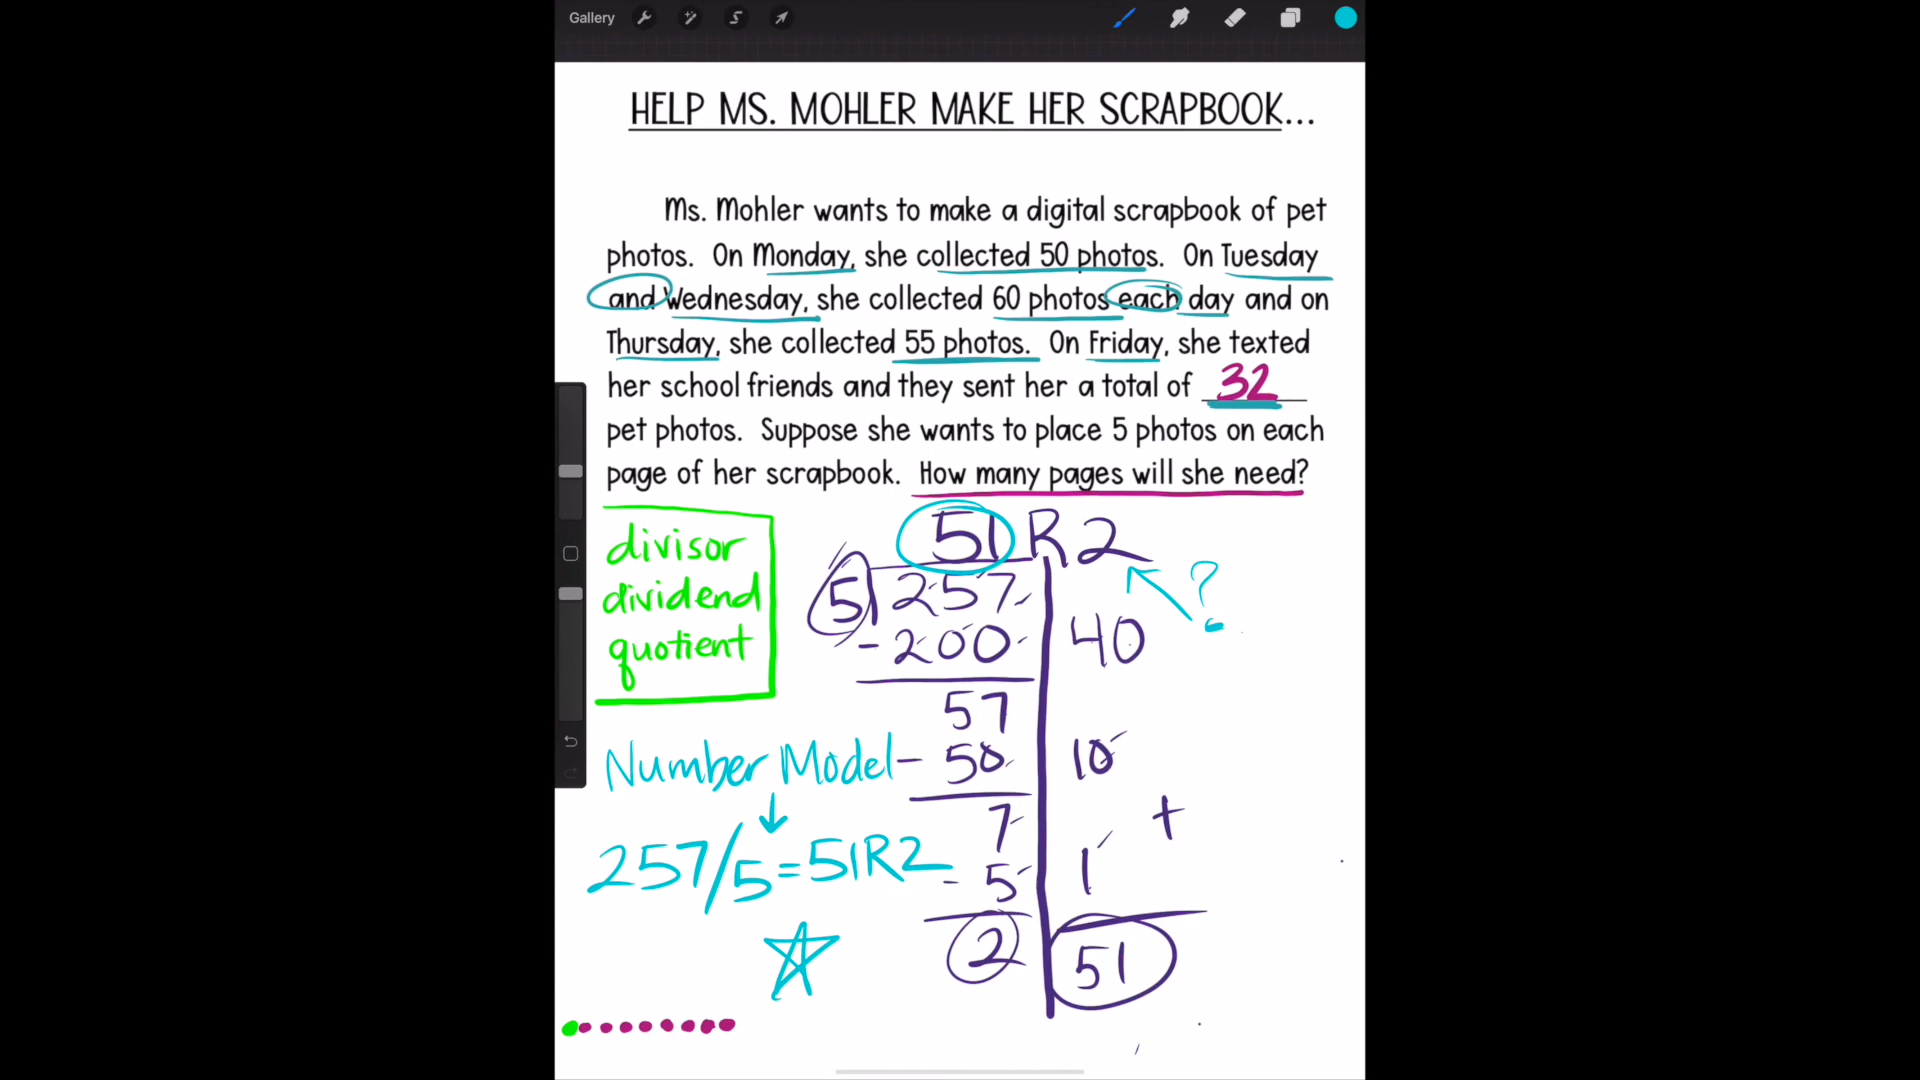 Gallery
HELP MS. MOHLER MAKE HER SCRAPBOOK...
Ms. Mohler wants to make a digital scrapbook of pet
photos. On Monday, she collected 50 photos. On Tuesday
and Wednesday, she collected 60 photos each day and on
Thursday, she collected 55 photos. On Friday, she texted
her school friends and they sent her a total of 32
pet photos. Suppose she wants to place 5 photos on each
page of her scrapbook. How many pages will she need?
divisor
dividend
quotient
51 R2
?
5 257
- 200 40
57
- 50 10
7 +
- 5 1
2 51
Number Model
257/5=51R2